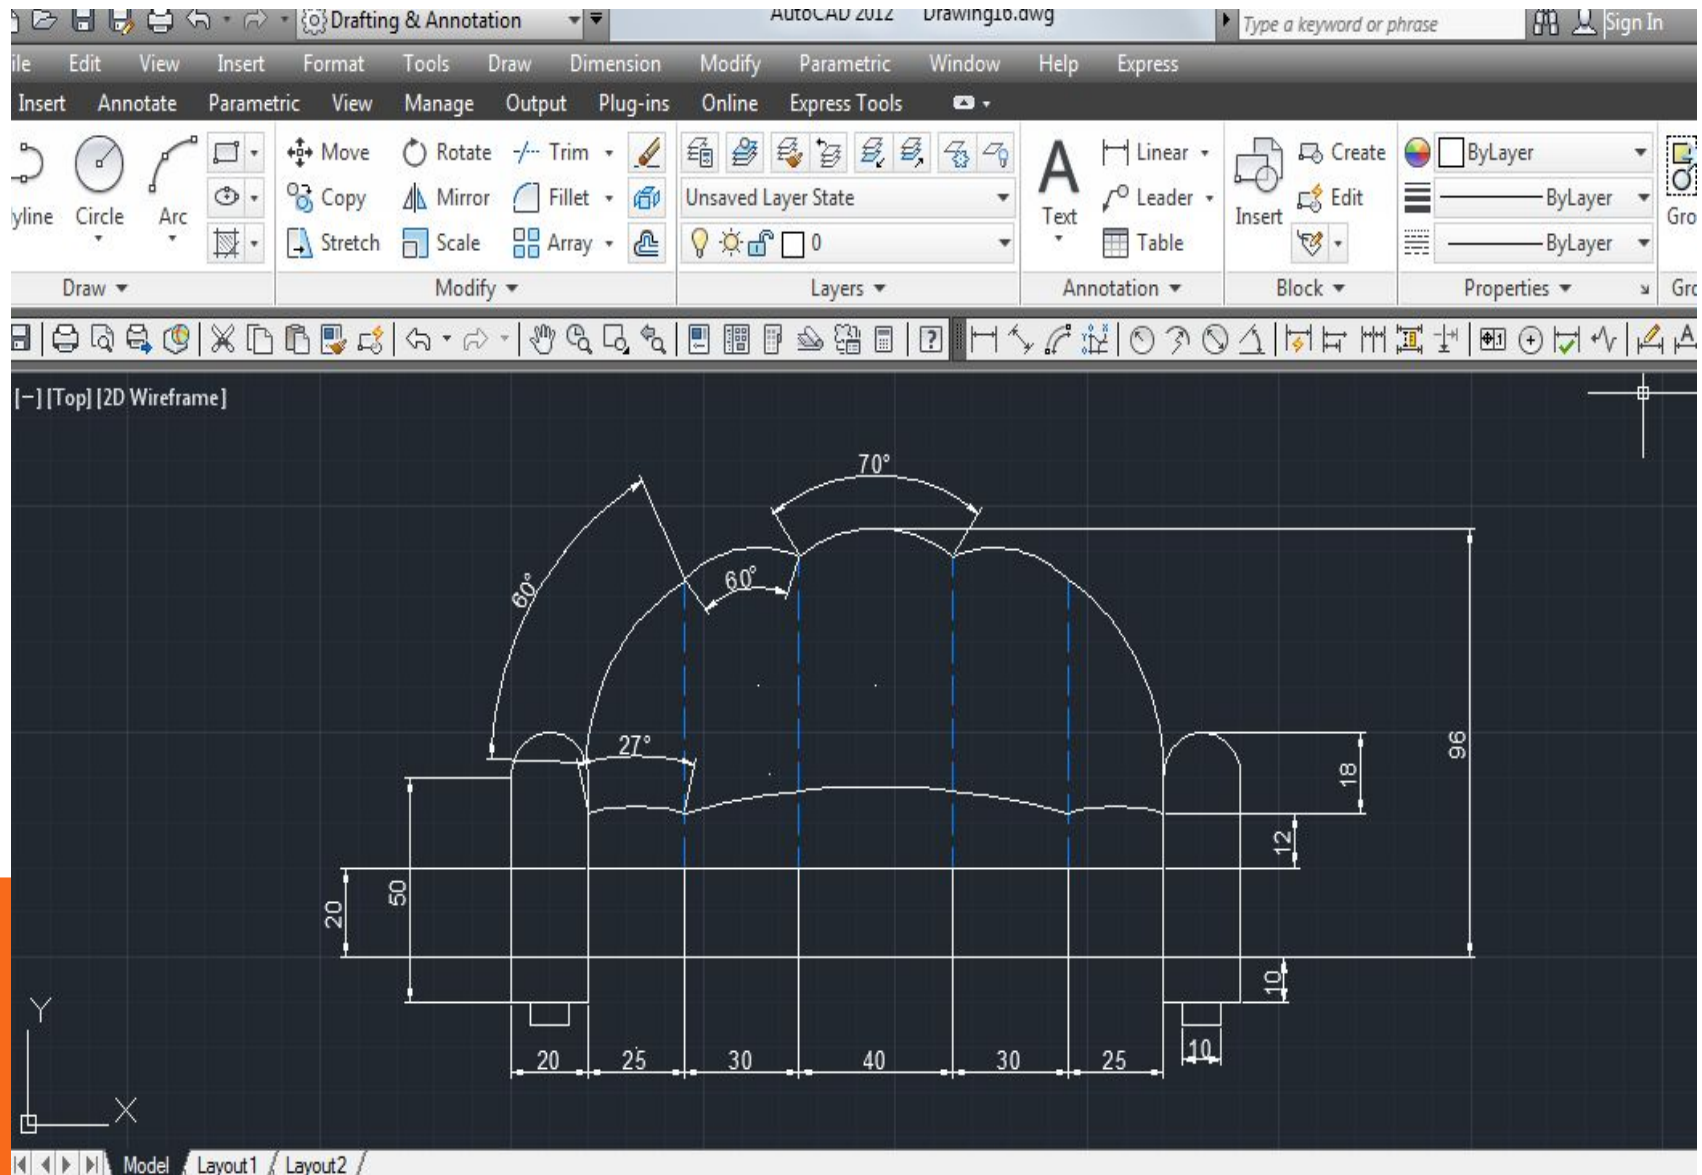 Drafting & Annotation
AutoCAD 2012 Drawing16.dwg
Type a keyword or phrase
Sign In
ile Edit View Insert Format Tools Draw Dimension Modify Parametric Window Help Express
Insert Annotate Parametric View Manage Output Plug-ins Online Express Tools
Move Rotate Trim Linear Create ByLayer
Copy Mirror Fillet Unsaved Layer State Leader Edit ByLayer
yline Circle Arc Text Insert Gro
Stretch Scale Array 0 Table ByLayer
Draw Modify Layers Annotation Block Properties Gro
[−] [Top] [2D Wireframe]
70°
60°
60°
27°
96
18
12
50
20
10
20 25 30 40 30 25 10
Y
X
Model Layout1 Layout2